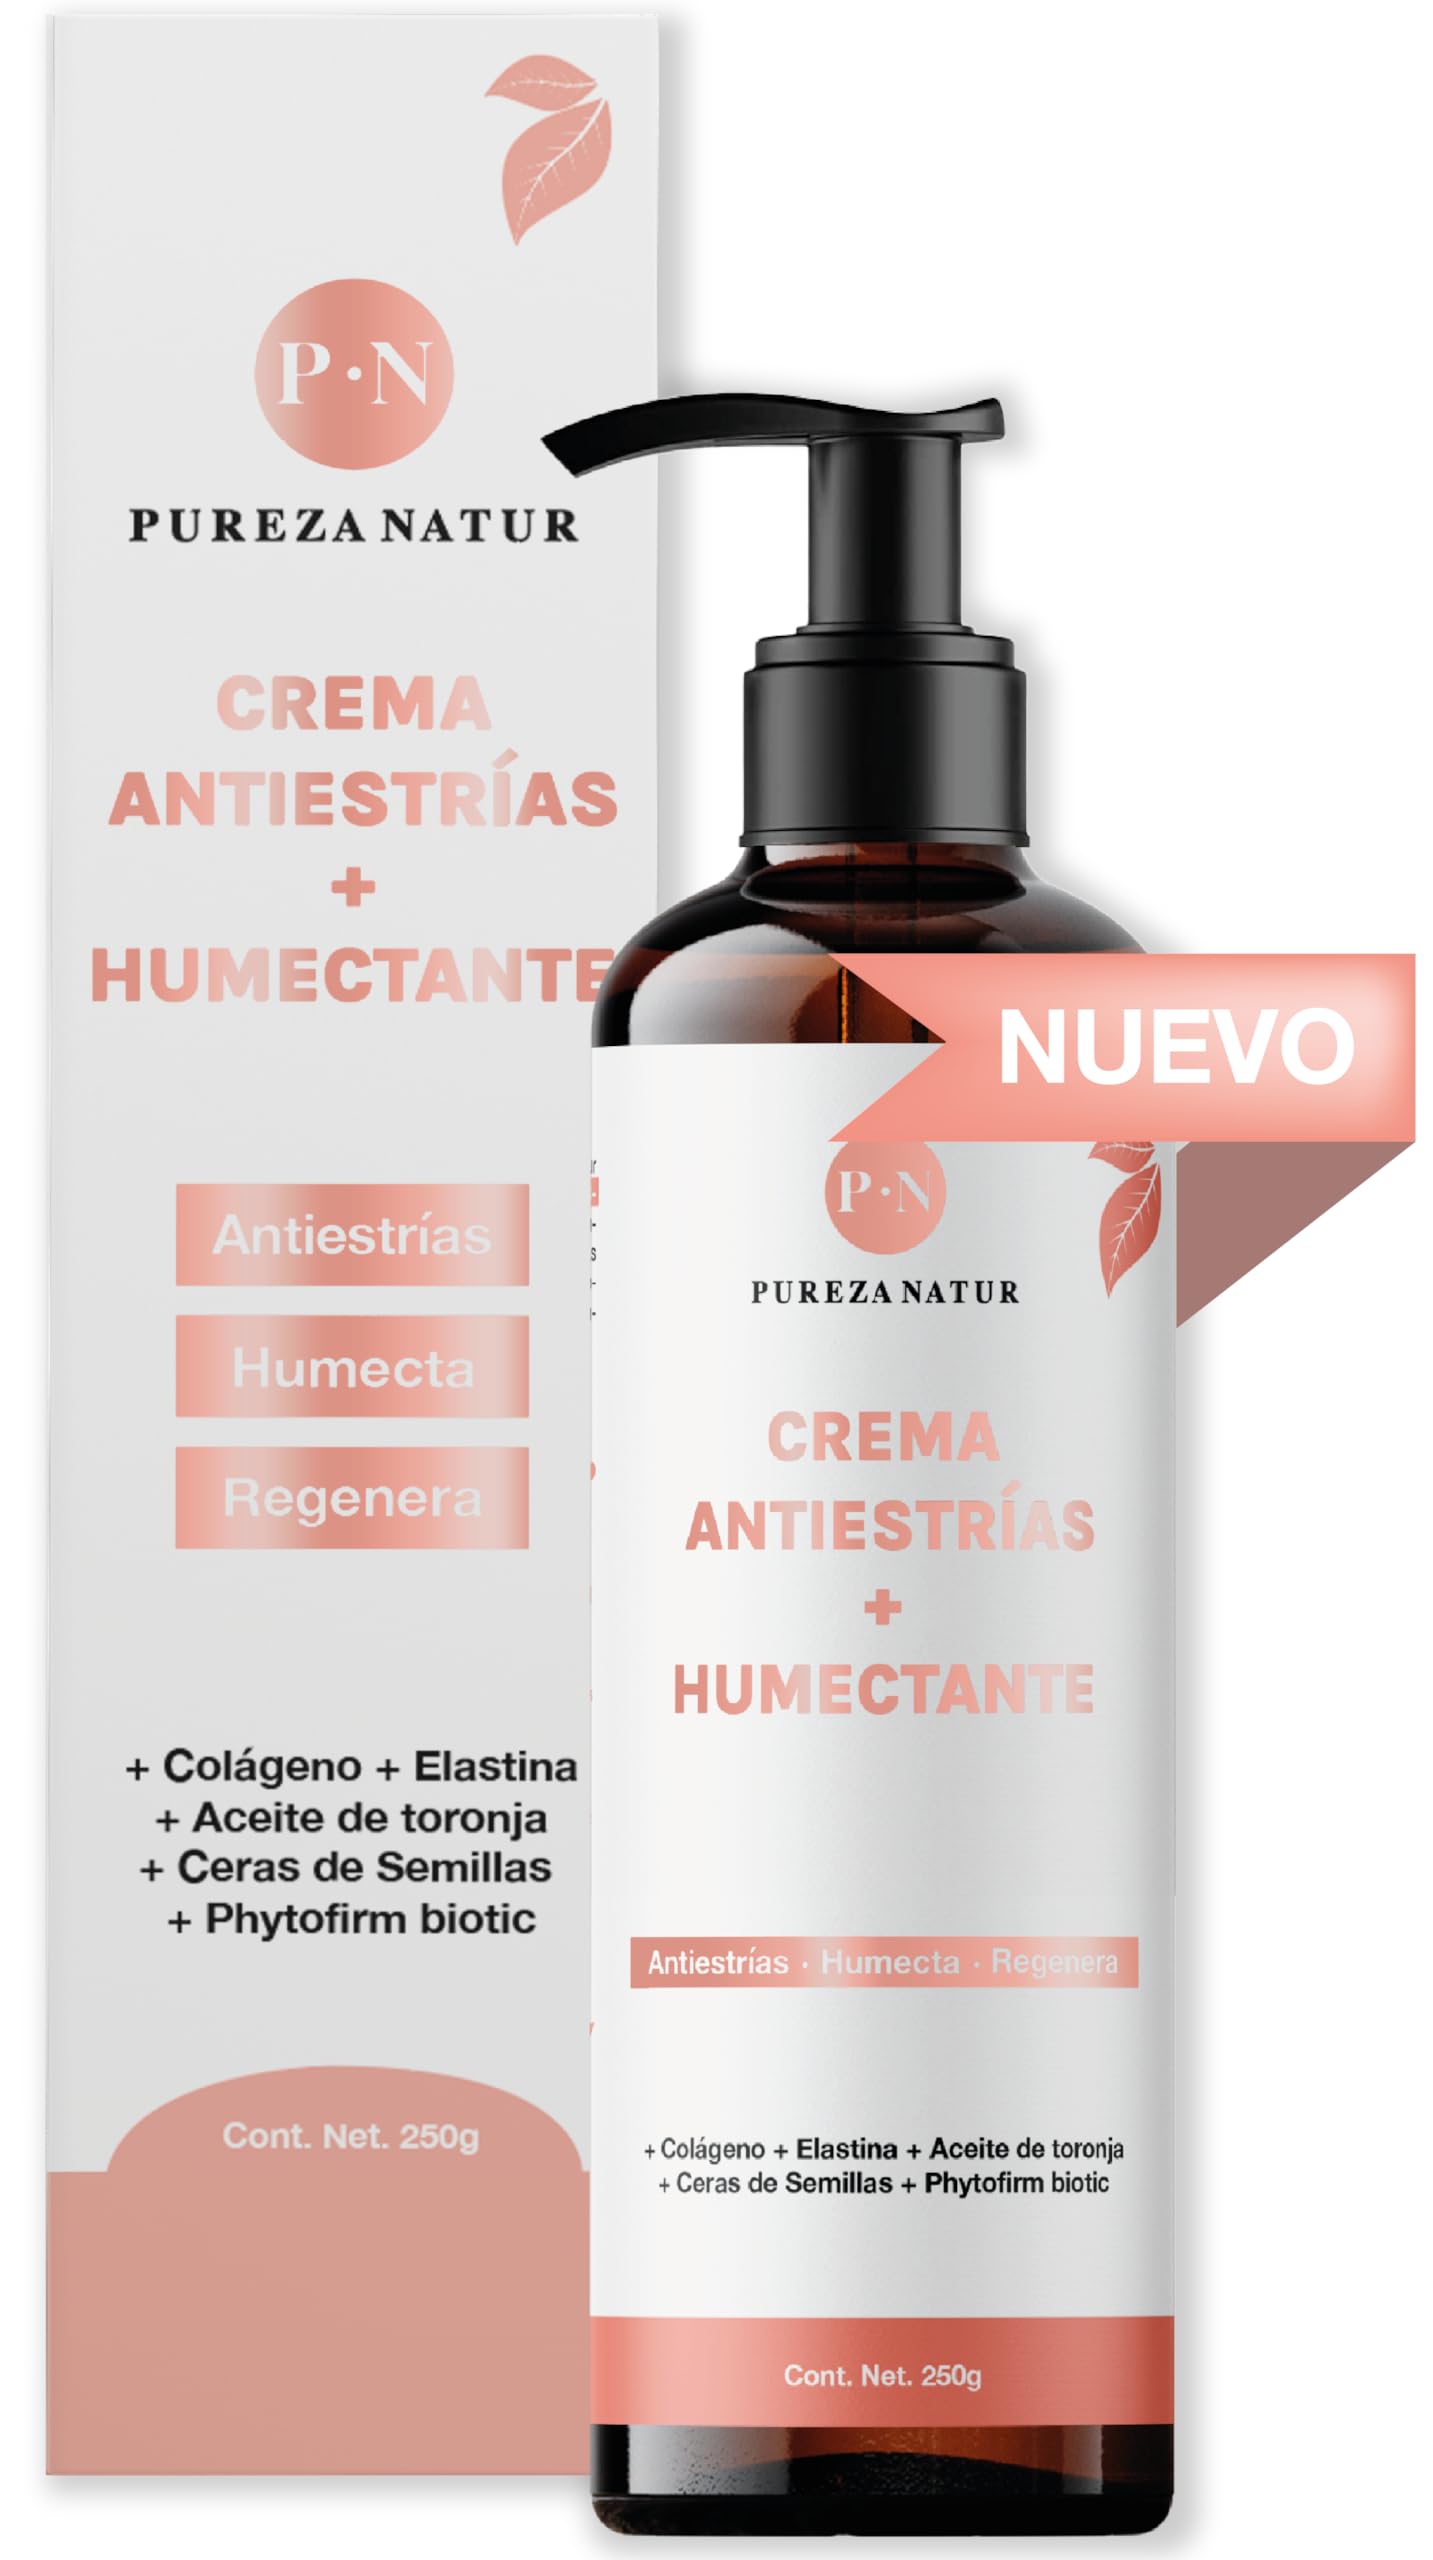 P·N
PUREZA NATUR
CREMA
ANTIESTRÍAS
+
HUMECTANTE
Antiestrías
Humecta
Regenera
+ Colágeno + Elastina
+ Aceite de toronja
+ Ceras de Semillas
+ Phytofirm biotic
Cont. Net. 250g
NUEVO
P·N
PUREZA NATUR
CREMA
ANTIESTRÍAS
+
HUMECTANTE
Antiestrías · Humecta · Regenera
+ Colágeno + Elastina + Aceite de toronja
+ Ceras de Semillas + Phytofirm biotic
Cont. Net. 250g